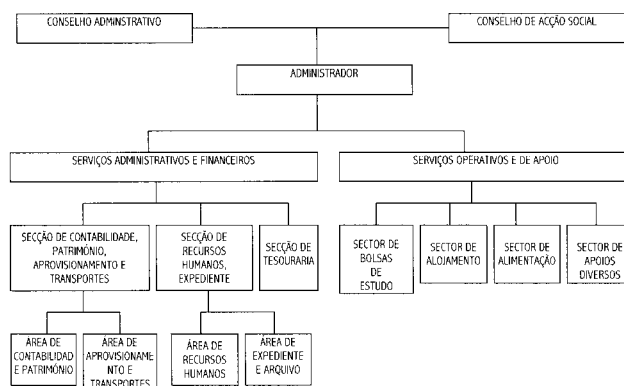 CONSELHO ADMINSTRATIVO
CONSELHO DE ACÇÃO SOCIAL
ADMINISTRADOR
SERVIÇOS ADMINISTRATIVOS E FINANCEIROS
SERVIÇOS OPERATIVOS E DE APOIO
SECÇÃO DE CONTABILIDADE,
PATRIMÓNIO,
APROVISIONAMENTO E
TRANSPORTES
SECÇÃO DE
RECURSOS
HUMANOS,
EXPEDIENTE
SECÇÃO DE
TESOURARIA
SECTOR DE
BOLSAS
DE
ESTUDO
SECTOR DE
ALOJAMENTO
SECTOR DE
ALIMENTAÇÃO
SECTOR DE
APOIOS
DIVERSOS
ÁREA DE
CONTABILIDAD
E PATRIMÓNIO
ÁREA DE
APROVISIONAME
NTO E
TRANSPORTES
ÁREA DE
RECURSOS
HUMANOS
ÁREA DE
EXPEDIENTE
E ARQUIVO